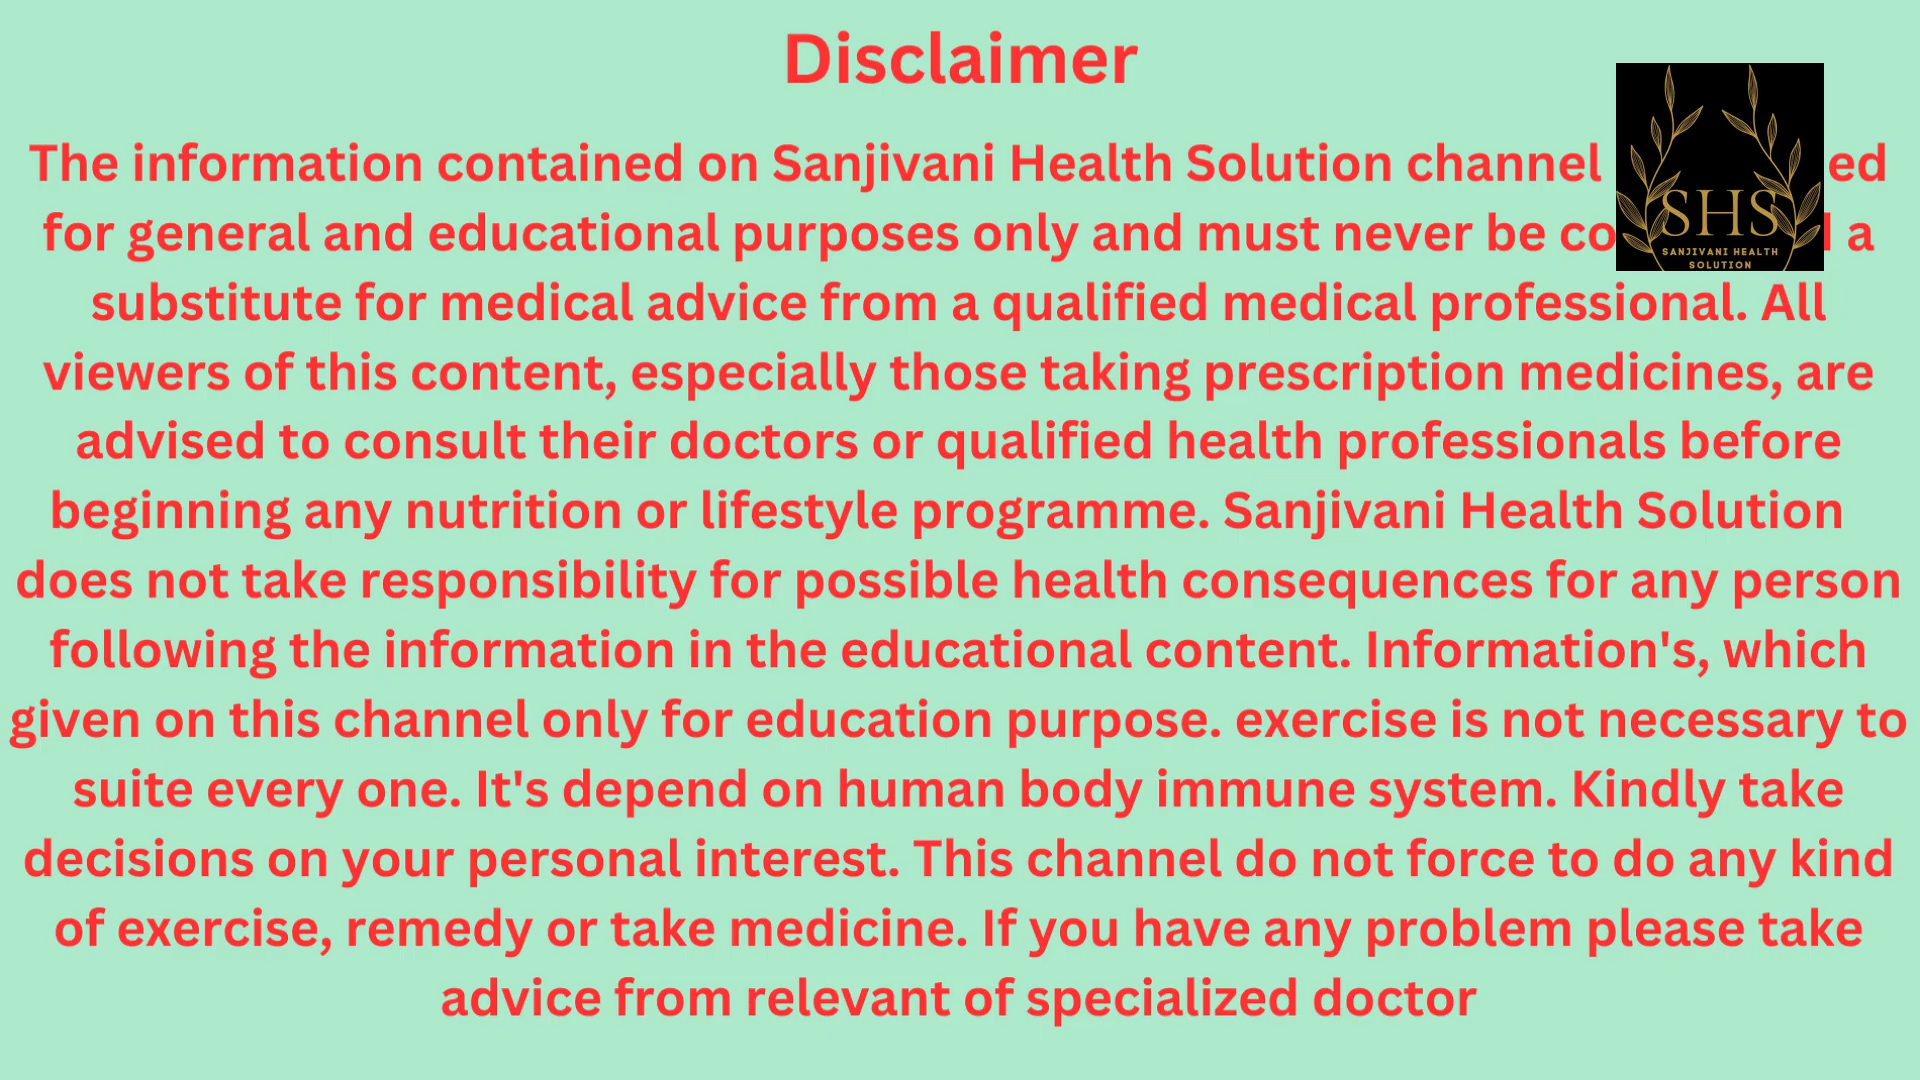 Disclaimer
The information contained on Sanjivani Health Solution channel
for general and educational purposes only and must never be a
substitute for medical advice from a qualified medical professional. All
viewers of this content, especially those taking prescription medicines, are
advised to consult their doctors or qualified health professionals before
beginning any nutrition or lifestyle programme. Sanjivani Health Solution
does not take responsibility for possible health consequences for any person
following the information in the educational content. Information's, which
given on this channel only for education purpose. exercise is not necessary to
suite every one. It's depend on human body immune system. Kindly take
decisions on your personal interest. This channel do not force to do any kind
of exercise, remedy or take medicine. If you have any problem please take
advice from relevant of specialized doctor
SHS
SANJIVANI HEALTH
SOLUTION